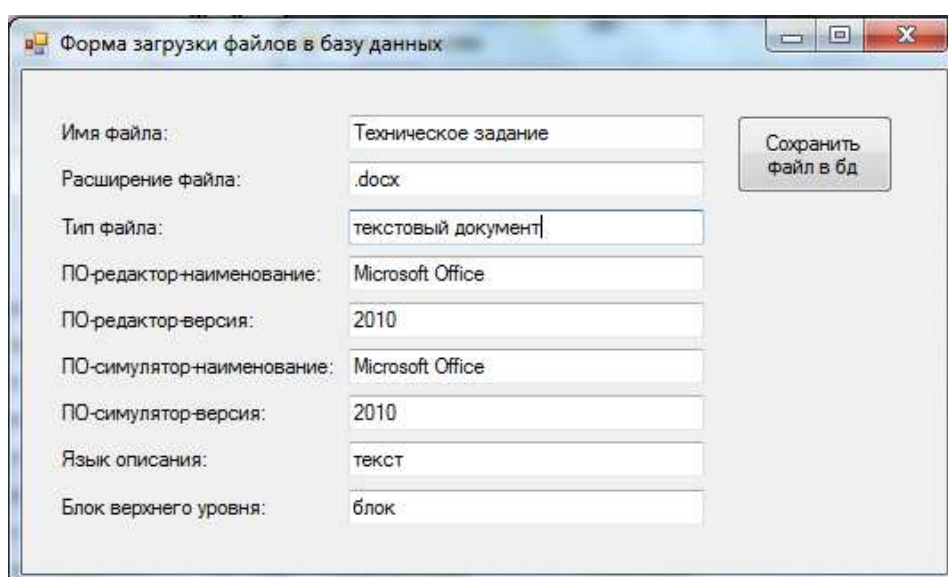 Форма загрузки файлов в базу данных
Имя файла: Техническое задание
Сохранить
файл в бд
Расширение файла: .docx
Тип файла: текстовый документ
ПО-редактор-наименование: Microsoft Office
ПО-редактор-версия: 2010
ПО-симулятор-наименование: Microsoft Office
ПО-симулятор-версия: 2010
Язык описания: текст
Блок верхнего уровня: блок